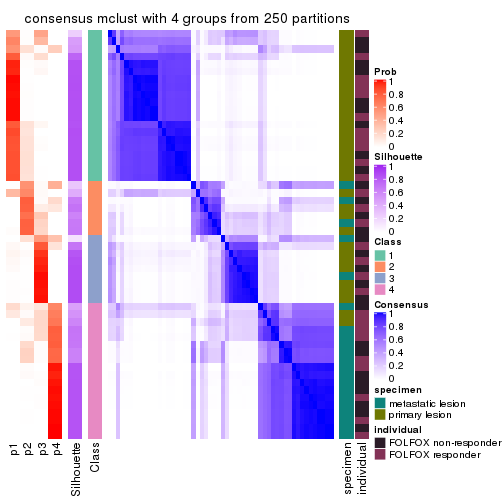 consensus mclust with 4 groups from 250 partitions
Prob
1
0.8
0.6
0.4
0.2
0
Silhouette
1
0.8
0.6
0.4
0.2
0
Class
1
2
3
4
Consensus
1
0.8
0.6
0.4
0.2
0
specimen
metastatic lesion
primary lesion
individual
FOLFOX non-responder
FOLFOX responder
p1
p2
p3
p4
Silhouette
Class
specimen
individual